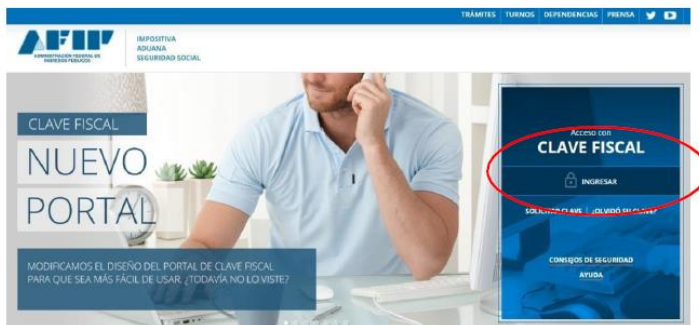 TRÁMITES TURNOS DEPENDENCIAS PRENSA
AFIP
ADMINISTRACIÓN FEDERAL DE
INGRESOS PÚBLICOS
IMPOSITIVA
ADUANA
SEGURIDAD SOCIAL
CLAVE FISCAL
NUEVO
PORTAL
MODIFICAMOS EL DISEÑO DEL PORTAL DE CLAVE FISCAL
PARA QUE SEA MÁS FÁCIL DE USAR. ¿TODAVÍA NO LO VISTE?
Acceso con
CLAVE FISCAL
INGRESAR
SOLICITAR CLAVE | ¿OLVIDÓ SU CLAVE?
CONSEJOS DE SEGURIDAD
AYUDA